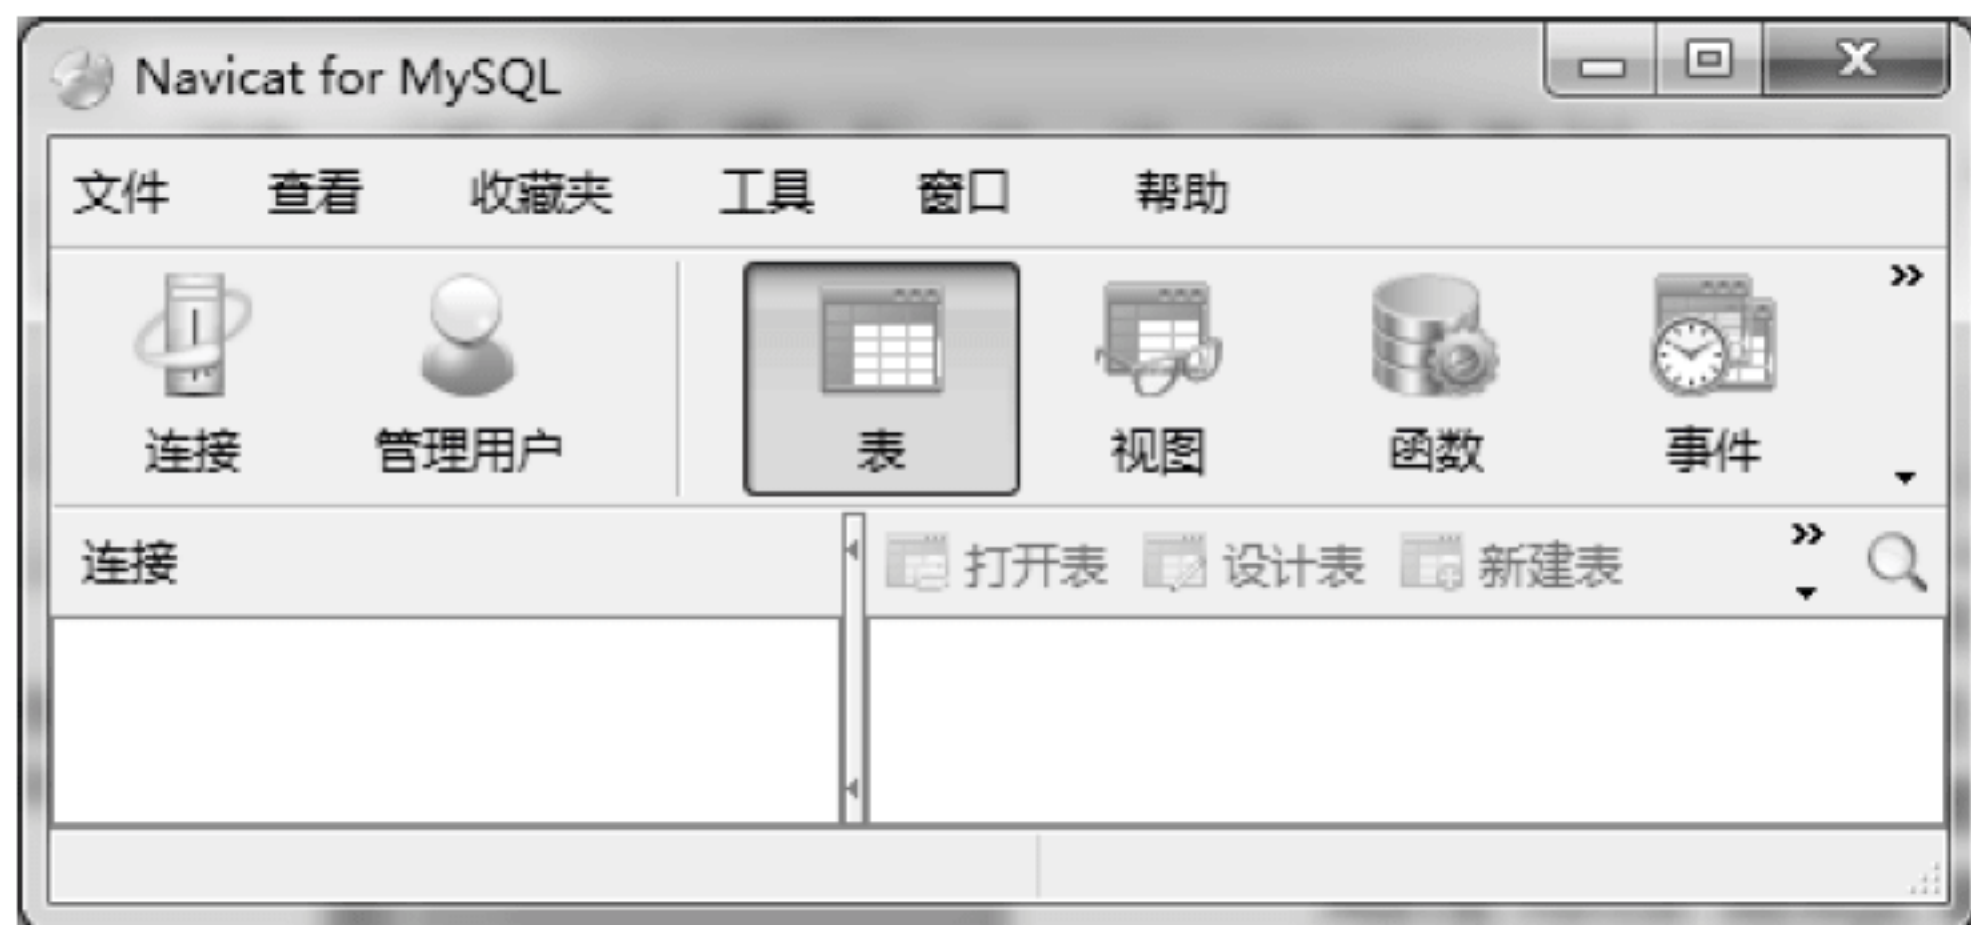 Navicat for MySQL
文件 查看 收藏夹 工具 窗口 帮助
连接 管理用户 表 视图 函数 事件
连接 打开表 设计表 新建表